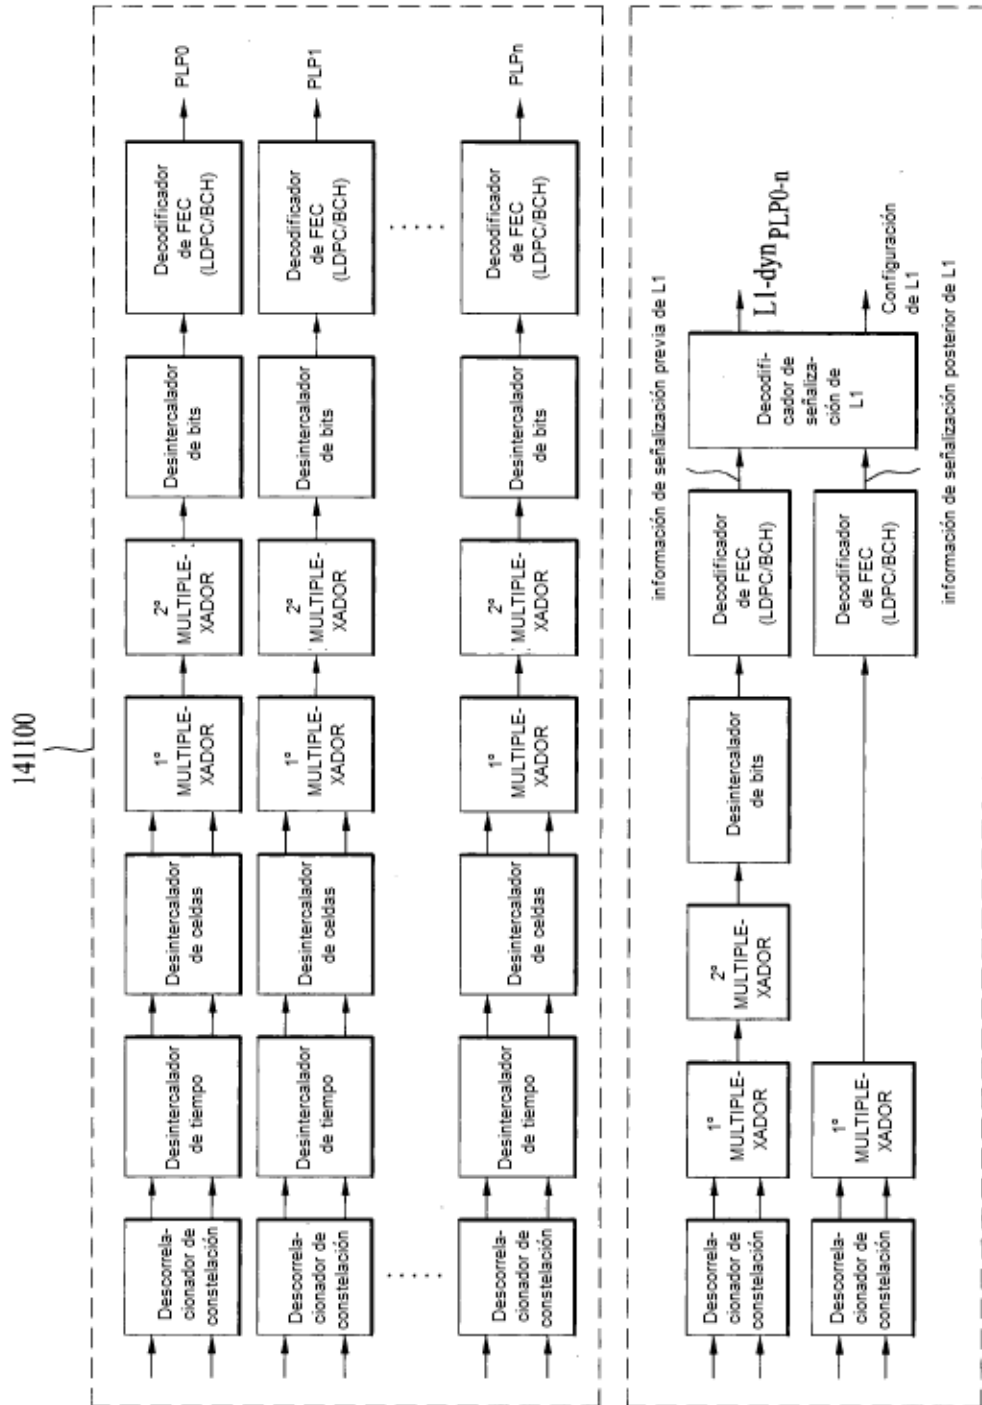 141100
Descorrela-
cionador de
constelación
Desintercalador
de tiempo
Desintercalador
de celdas
1º
MULTIPLE-
XADOR
2º
MULTIPLE-
XADOR
Desintercalador
de bits
Decodificador
de FEC
(LDPC/BCH)
PLP0
Descorrela-
cionador de
constelación
Desintercalador
de tiempo
Desintercalador
de celdas
1º
MULTIPLE-
XADOR
2º
MULTIPLE-
XADOR
Desintercalador
de bits
Decodificador
de FEC
(LDPC/BCH)
PLP1
Descorrela-
cionador de
constelación
Desintercalador
de tiempo
Desintercalador
de celdas
1º
MULTIPLE-
XADOR
2º
MULTIPLE-
XADOR
Desintercalador
de bits
Decodificador
de FEC
(LDPC/BCH)
PLPn
información de señalización previa de L1
Descorrela-
cionador de
constelación
1º
MULTIPLE-
XADOR
2º
MULTIPLE-
XADOR
Desintercalador
de bits
Decodificador
de FEC
(LDPC/BCH)
Decodifi-
cador de
señaliza-
ción de
L1
L1-dyn PLP0-n
Descorrela-
cionador de
constelación
1º
MULTIPLE-
XADOR
Decodificador
de FEC
(LDPC/BCH)
Configuración
de L1
información de señalización posterior de L1